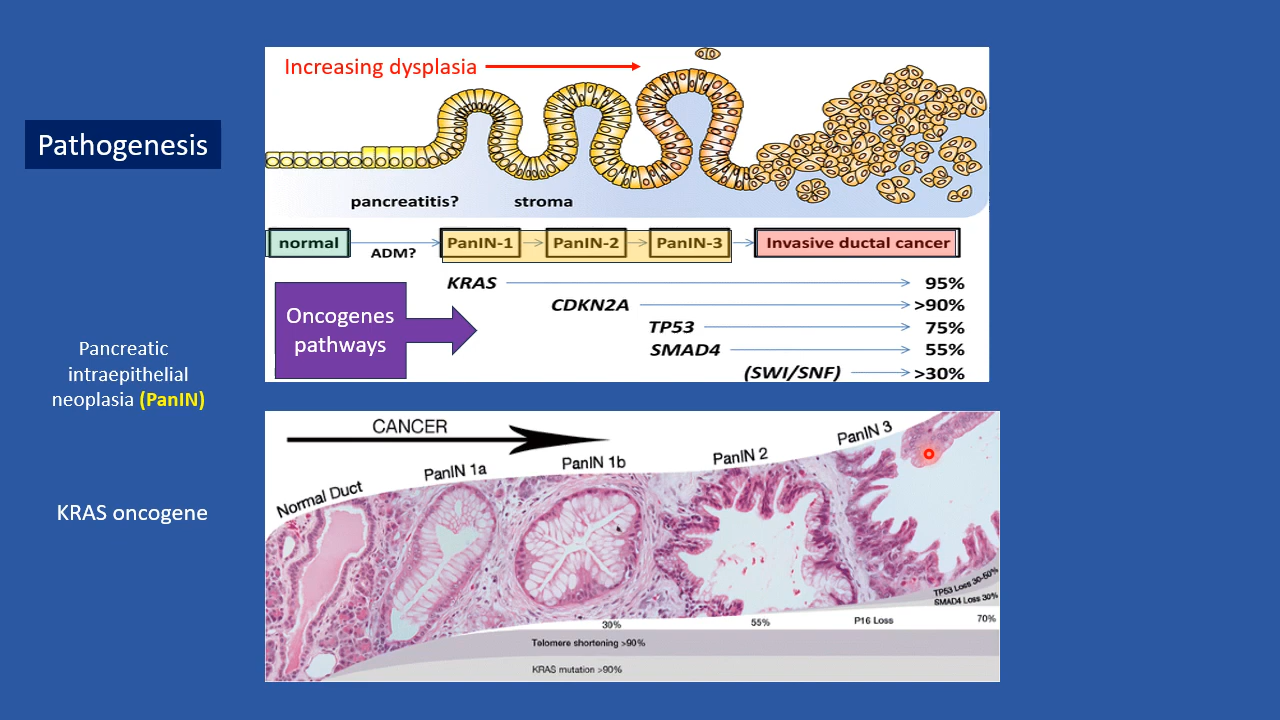 Pathogenesis
Increasing dysplasia
pancreatitis? stroma
normal ADM? PanIN-1 PanIN-2 PanIN-3 Invasive ductal cancer
Oncogenes
pathways
KRAS 95%
CDKN2A >90%
TP53 75%
SMAD4 55%
(SWI/SNF) >30%
Pancreatic
intraepithelial
neoplasia (PanIN)
KRAS oncogene
CANCER
Normal Duct PanIN 1a PanIN 1b PanIN 2 PanIN 3
TP53 Loss 30-50%
SMAD4 Loss 30%
30% 55% P16 Loss 70%
Telomere shortening >90%
KRAS mutation >90%